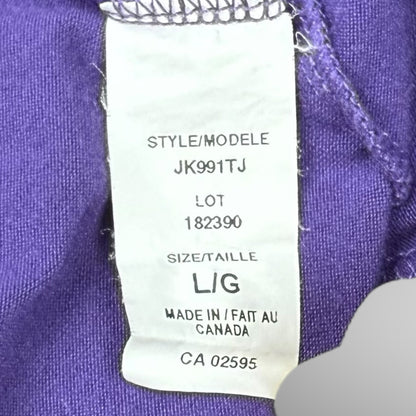 STYLE/MODELE
JK991TJ
LOT
182390
SIZE/TAILLE
L/G
MADE IN / FAIT AU
CANADA
CA 02595